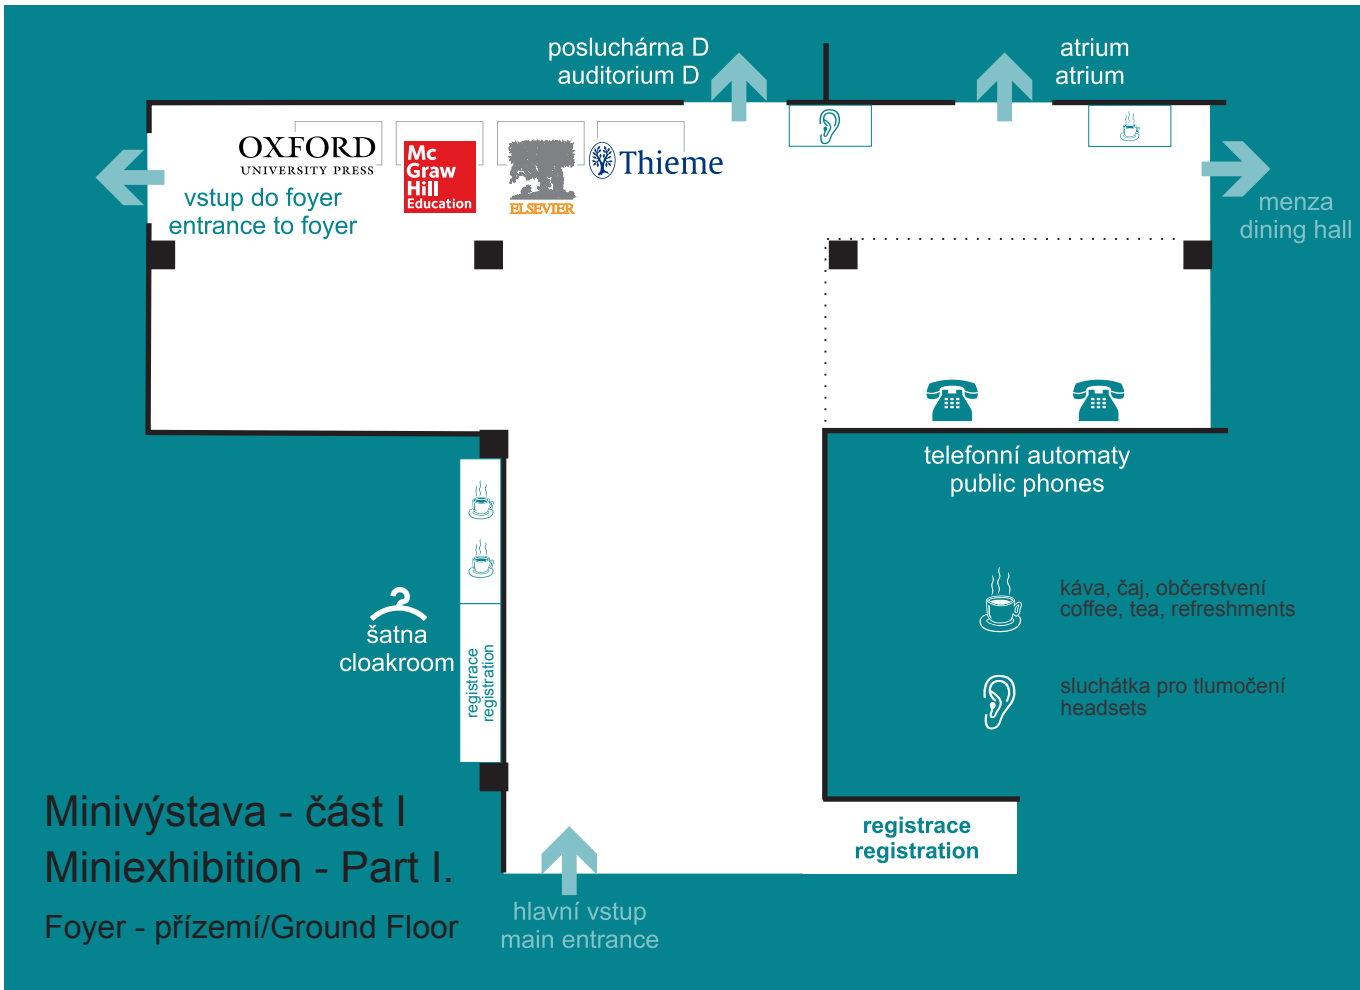 posluchárna D
auditorium D
atrium
atrium
OXFORD
UNIVERSITY PRESS
Mc
Graw
Hill
Education
ELSEVIER
Thieme
vstup do foyer
entrance to foyer
menza
dining hall
telefonní automaty
public phones
káva, čaj, občerstvení
coffee, tea, refreshments
šatna
cloakroom
registrace
registration
sluchátka pro tlumočení
headsets
Minivýstava - část I
Miniexhibition - Part I.
Foyer - přízemí/Ground Floor
registrace
registration
hlavní vstup
main entrance